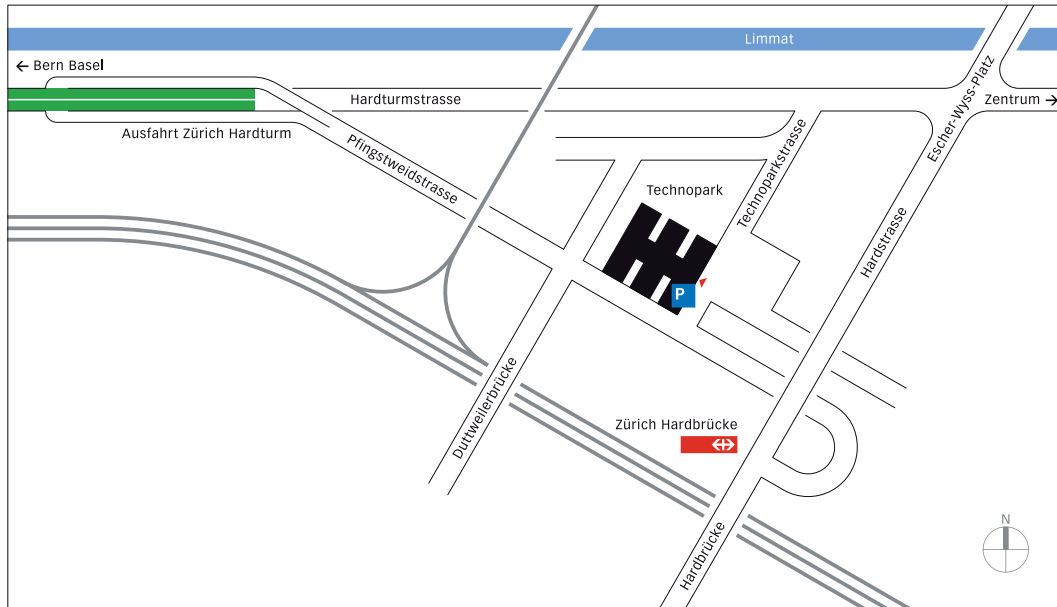 Limmat
← Bern Basel
Hardturmstrasse
Zentrum →
Ausfahrt Zürich Hardturm
Pfingstweidstrasse
Escher-Wyss-Platz
Technoparkstrasse
Technopark
Hardstrasse
P
Duttweilerbrücke
Zürich Hardbrücke
Hardbrücke
N